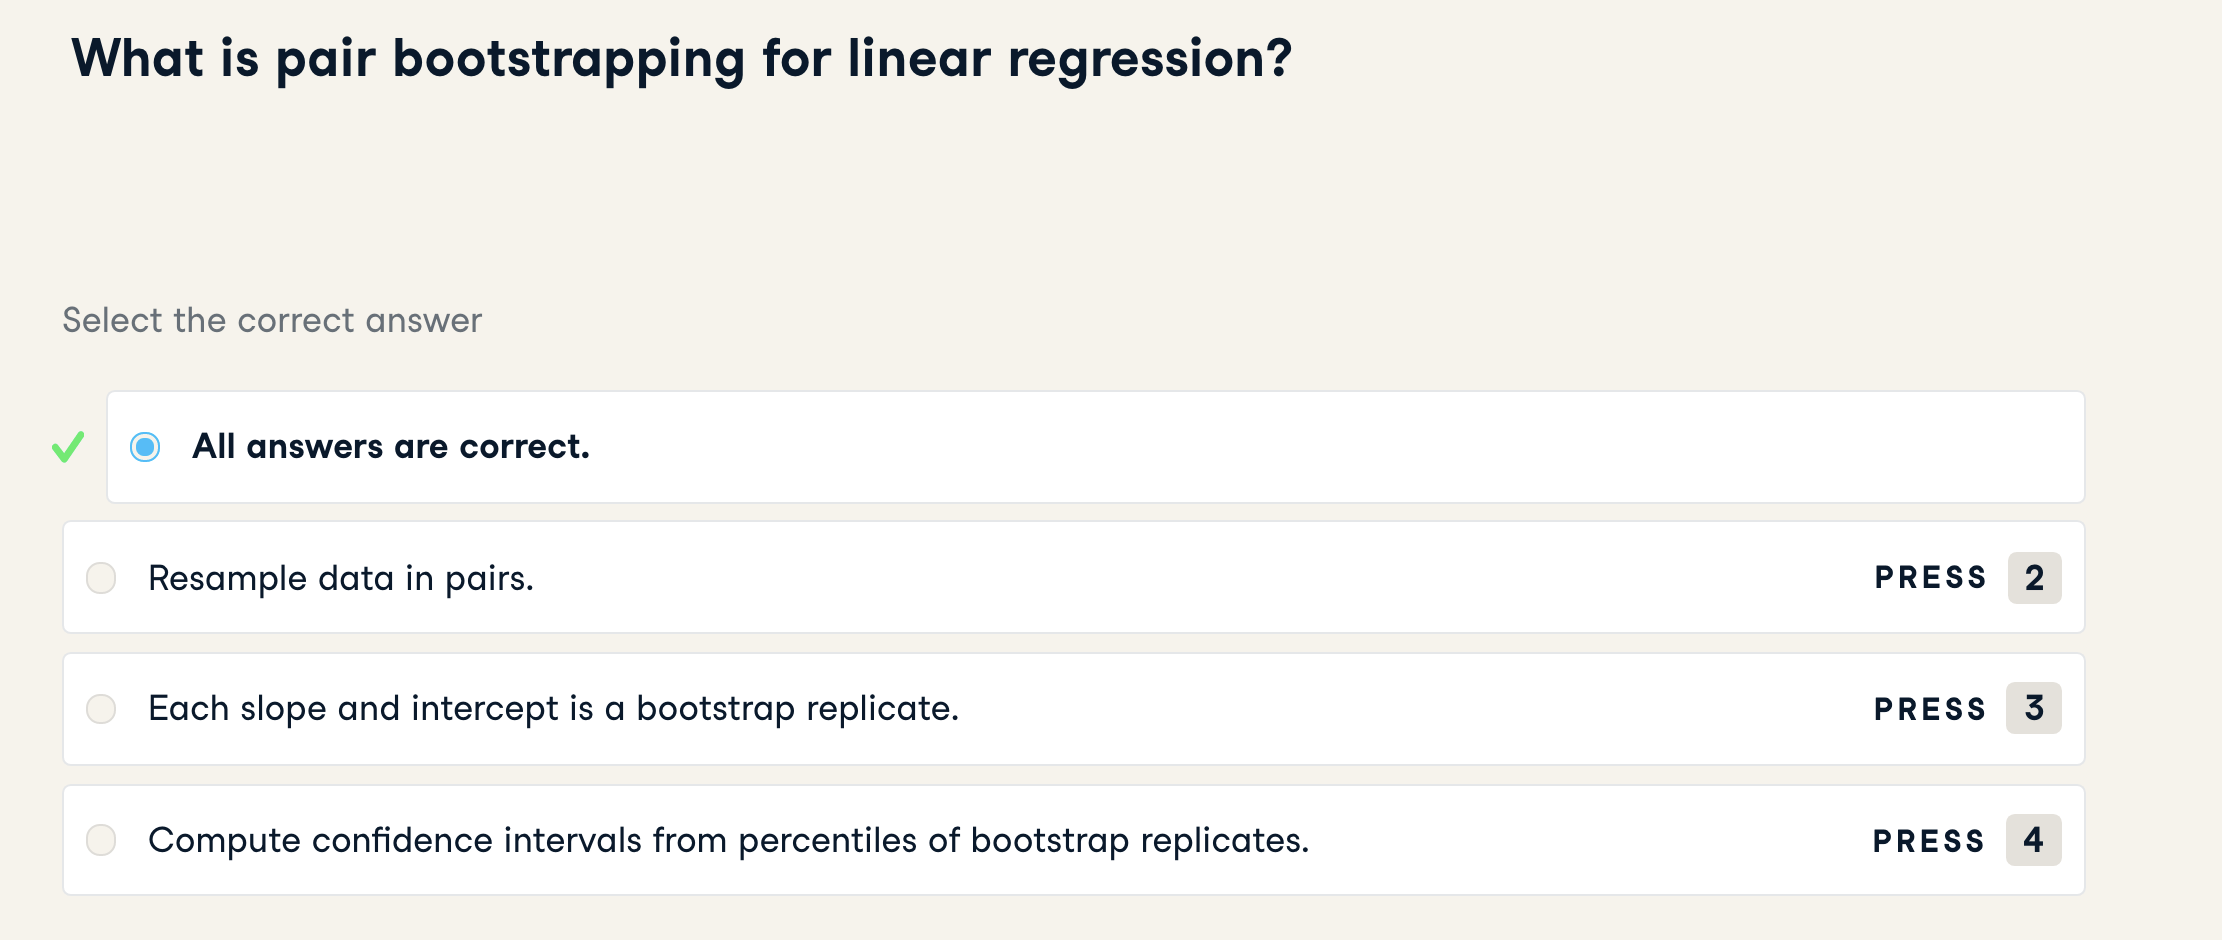 What is pair bootstrapping for linear regression?
Select the correct answer
All answers are correct.
Resample data in pairs. PRESS 2
Each slope and intercept is a bootstrap replicate. PRESS 3
Compute confidence intervals from percentiles of bootstrap replicates. PRESS 4